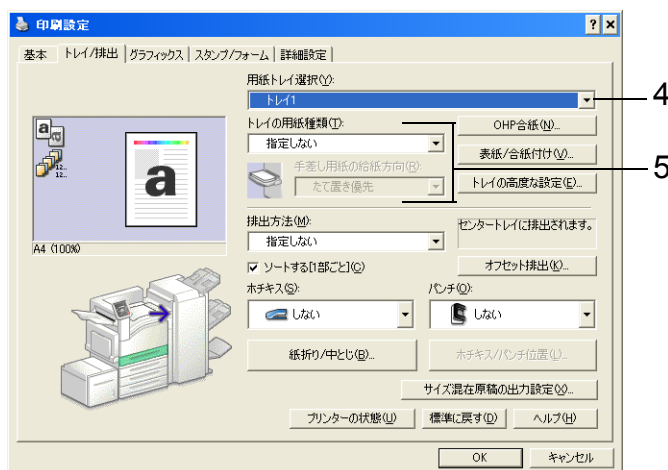 印刷設定
基本 トレイ/排出 グラフィックス スタンプ/フォーム 詳細設定
用紙トレイ選択(Y):
トレイ1
4
トレイの用紙種類(T):
指定しない
OHP合紙(N)...
手差し用紙の給紙方向(R):
たて置き優先
表紙/合紙付け(V)...
5
トレイの高度な設定(E)...
a
a
12..
12..
a
A4 (100%)
排出方法(M):
指定しない
センタートレイに排出されます。
ソートする[1部ごと](C)
オフセット排出(K)...
ホチキス(S):
しない
パンチ(O):
しない
紙折り/中とじ(B)...
ホチキス/パンチ位置(L)...
サイズ混在原稿の出力設定(X)...
プリンターの状態(U) 標準に戻す(D) ヘルプ(H)
OK キャンセル